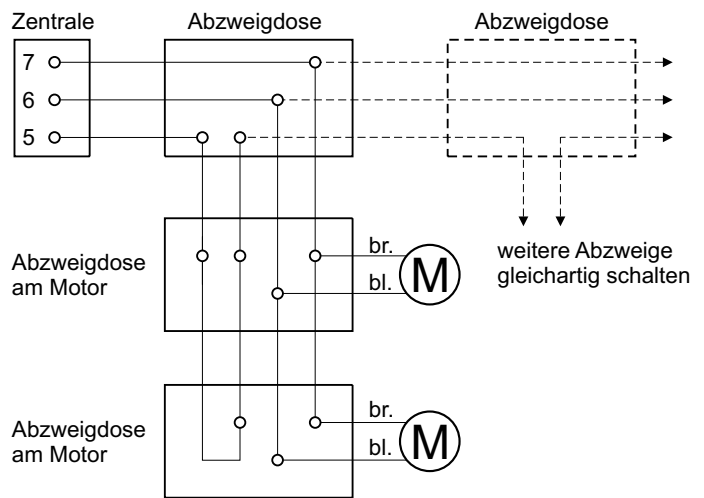 Zentrale
Abzweigdose
Abzweigdose
7
6
5
Abzweigdose
am Motor
br.
bl.
M
weitere Abzweige
gleichartig schalten
Abzweigdose
am Motor
br.
bl.
M